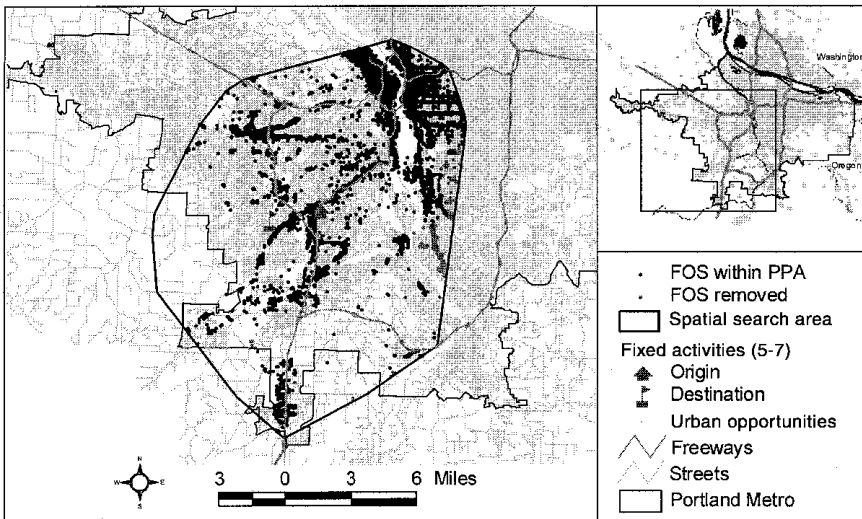 Washington
Oregon
FOS within PPA
FOS removed
Spatial search area
Fixed activities (5-7)
Origin
Destination
Urban opportunities
Freeways
Streets
Portland Metro
N
W E
S
3 0 3 6 Miles